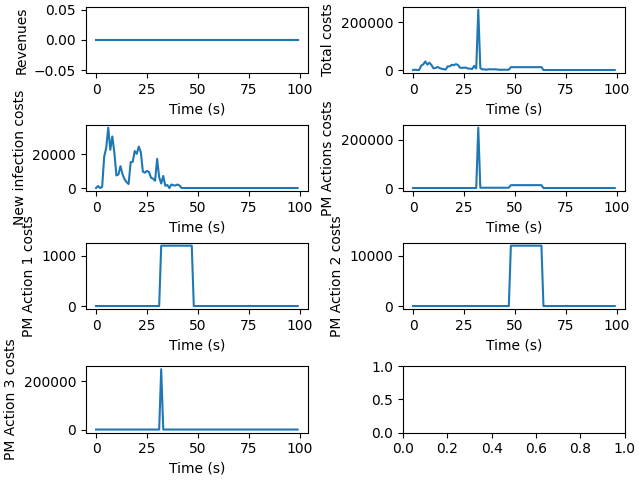 Revenues
0.05
0.00
−0.05
0 25 50 75 100
Time (s)
Total costs
200000
0
0 25 50 75 100
Time (s)
New infection costs
20000
0
0 25 50 75 100
Time (s)
PM Actions costs
200000
0
0 25 50 75 100
Time (s)
PM Action 1 costs
1000
0
0 25 50 75 100
Time (s)
PM Action 2 costs
10000
0
0 25 50 75 100
Time (s)
PM Action 3 costs
200000
0
0 25 50 75 100
Time (s)
1.0
0.5
0.0
0.0 0.2 0.4 0.6 0.8 1.0